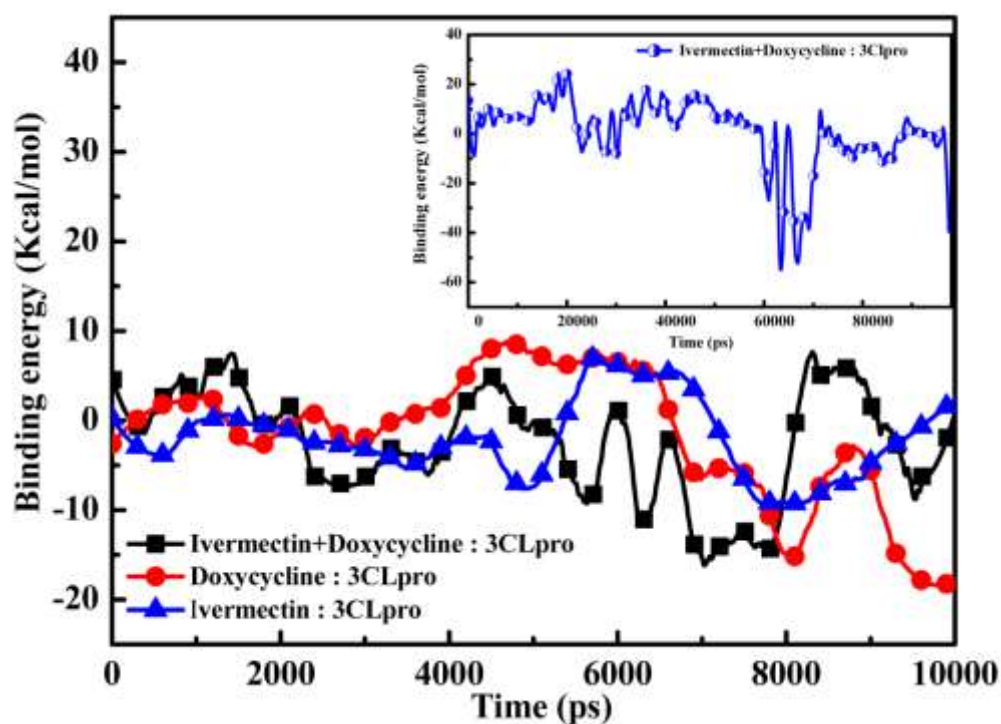 40
30
20
10
0
-10
-20
Binding energy (Kcal/mol)
40
20
0
-20
-40
-60
Binding energy (Kcal/mol)
Ivermectin+Doxycycline : 3Clpro
0 20000 40000 60000 80000
Time (ps)
Ivermectin+Doxycycline : 3CLpro
Doxycycline : 3CLpro
Ivermectin : 3CLpro
0 2000 4000 6000 8000 10000
Time (ps)